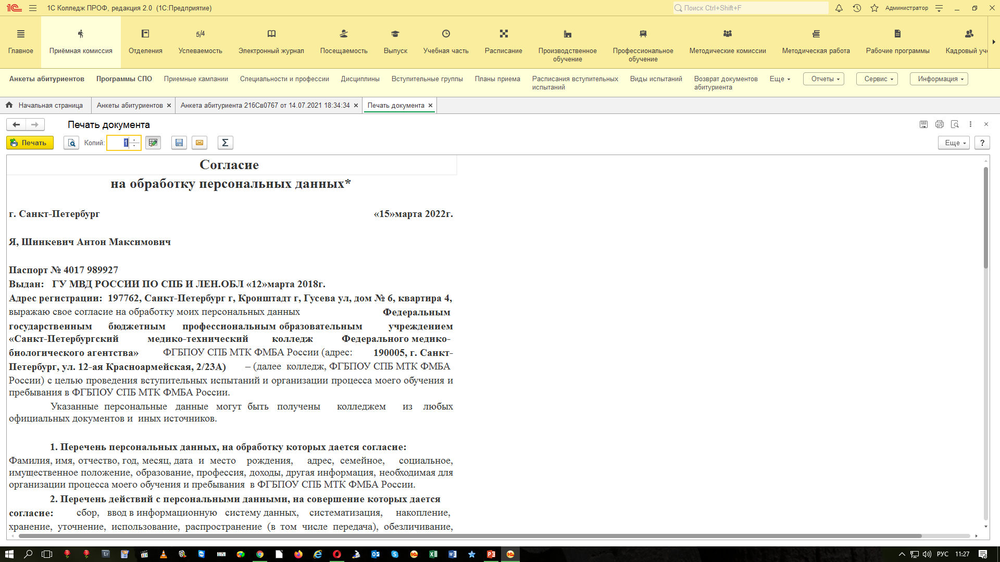 1С Колледж ПРОФ, редакция 2.0 (1С:Предприятие)
Поиск Ctrl+Shift+F
Администратор
Главное
Приёмная комиссия
Отделения
5/4
Успеваемость
Электронный журнал
Посещаемость
Выпуск
Учебная часть
Расписание
Производственное
обучение
Профессиональное
обучение
Методические комиссии
Методическая работа
Рабочие программы
Кадровый уч
Анкеты абитуриентов
Программы СПО
Приемные кампании
Специальности и профессии
Дисциплины
Вступительные группы
Планы приема
Расписания вступительных
испытаний
Виды испытаний
Возврат документов
абитуриента
Еще
Отчеты
Сервис
Информация
Начальная страница
Анкеты абитуриентов
Анкета абитуриента 21бСв0767 от 14.07.2021 18:34:34
Печать документа
Печать документа
Печать
Копий:
1
Еще
?
Согласие
на обработку персональных данных*
г. Санкт-Петербург «15»марта 2022г.
Я, Шинкевич Антон Максимович
Паспорт № 4017 989927
Выдан: ГУ МВД РОССИИ ПО СПБ И ЛЕН.ОБЛ «12»марта 2018г.
Адрес регистрации: 197762, Санкт-Петербург г, Кронштадт г, Гусева ул, дом № 6, квартира 4,
выражаю свое согласие на обработку моих персональных данных Федеральным
государственным бюджетным профессиональным образовательным учреждением
«Санкт-Петербургский медико-технический колледж Федерального медико-
биологического агентства» ФГБПОУ СПБ МТК ФМБА России (адрес: 190005, г. Санкт-
Петербург, ул. 12-ая Красноармейская, 2/23А) – (далее колледж, ФГБПОУ СПБ МТК ФМБА
России) с целью проведения вступительных испытаний и организации процесса моего обучения и
пребывания в ФГБПОУ СПБ МТК ФМБА России.
Указанные персональные данные могут быть получены колледжем из любых
официальных документов и иных источников.
1. Перечень персональных данных, на обработку которых дается согласие:
Фамилия, имя, отчество, год, месяц, дата и место рождения, адрес, семейное, социальное,
имущественное положение, образование, профессия, доходы, другая информация, необходимая для
организации процесса моего обучения и пребывания в ФГБПОУ СПБ МТК ФМБА России.
2. Перечень действий с персональными данными, на совершение которых дается
согласие: сбор, ввод в информационную систему данных, систематизация, накопление,
хранение, уточнение, использование, распространение (в том числе передача), обезличивание,
РУС
11:27